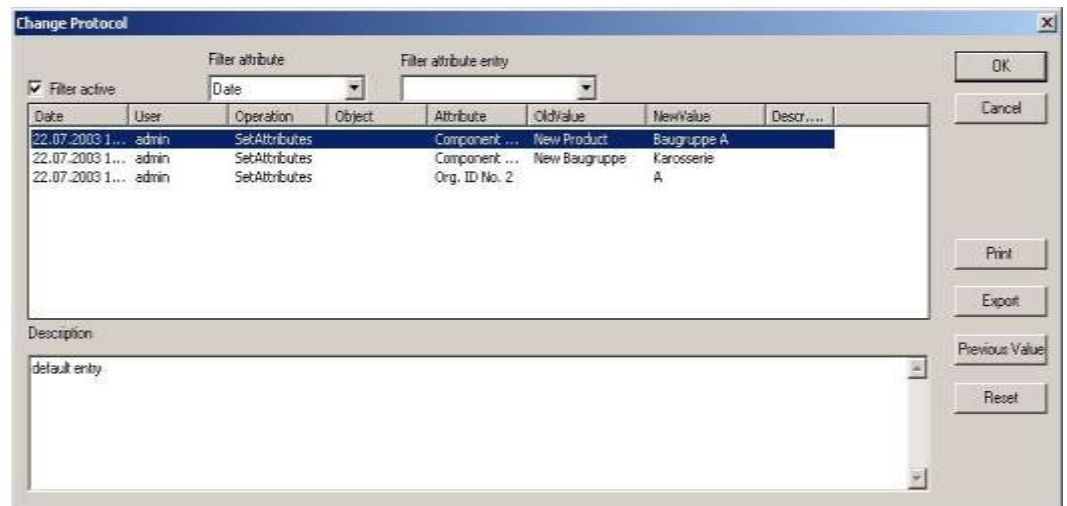 Change Protocol
Filter attribute Filter attribute entry OK
Filter active Date
Cancel
Date User Operation Object Attribute OldValue NewValue Descr....
22.07.2003 1... admin SetAttributes Component ... New Product Baugruppe A
22.07.2003 1... admin SetAttributes Component ... New Baugruppe Karosserie
22.07.2003 1... admin SetAttributes Org. ID No. 2 A
Print
Export
Description
Previous Value
default entry
Reset